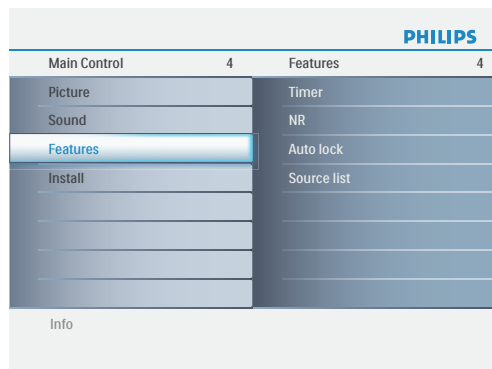 PHILIPS
Main Control 4 Features 4
Picture Timer
Sound NR
Features Auto lock
Install Source list
Info